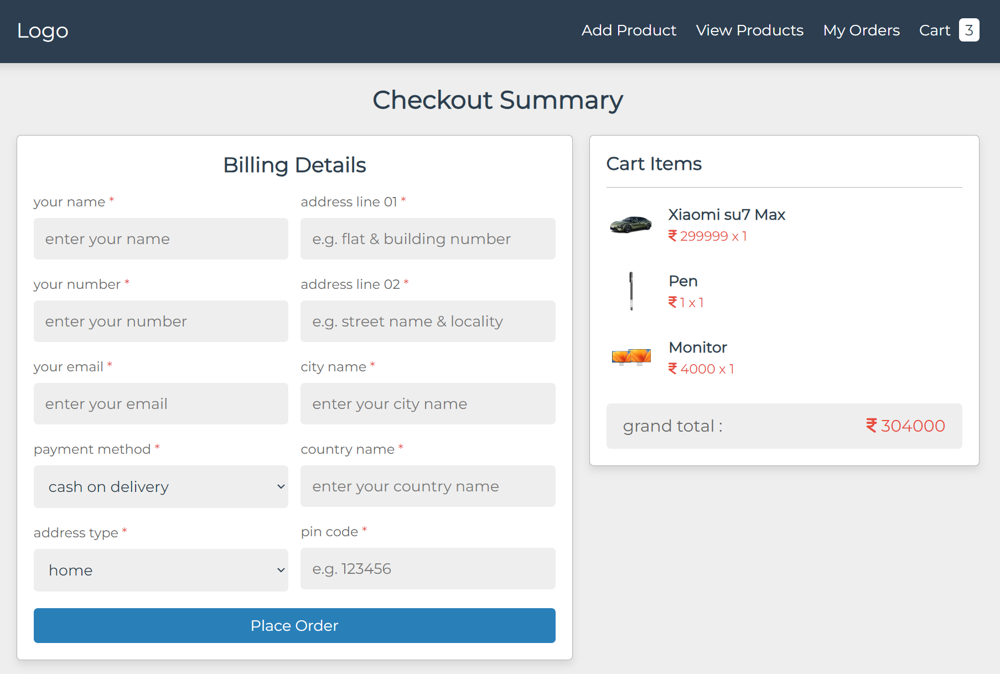 Logo
Add Product View Products My Orders Cart 3
Checkout Summary
Billing Details
your name *
enter your name
address line 01 *
e.g. flat & building number
your number *
enter your number
address line 02 *
e.g. street name & locality
your email *
enter your email
city name *
enter your city name
payment method *
cash on delivery
country name *
enter your country name
address type *
home
pin code *
e.g. 123456
Place Order
Cart Items
Xiaomi su7 Max
₹ 299999 x 1
Pen
₹ 1 x 1
Monitor
₹ 4000 x 1
grand total : ₹ 304000